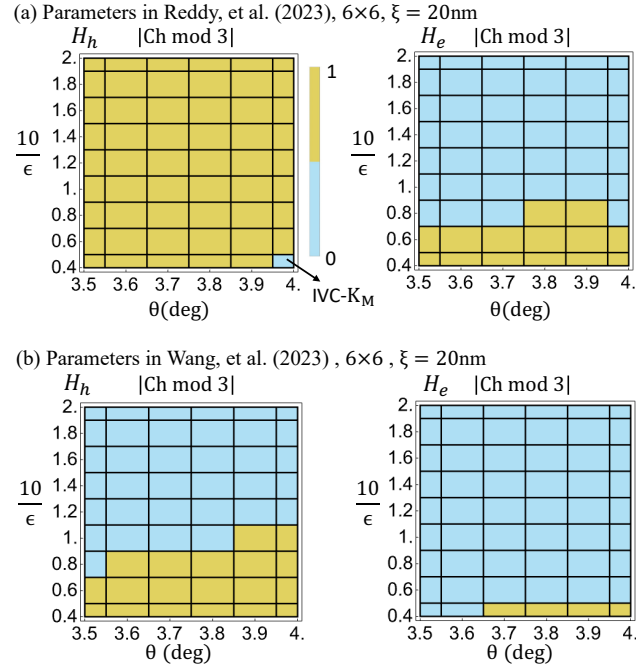 (a) Parameters in Reddy, et al. (2023), 6×6, ξ = 20nm
H_h |Ch mod 3| H_e |Ch mod 3|
2. 1 2.
1.8 1.8
1.6 1.6
1.4 1.4
10/ϵ 1.2 10/ϵ 1.2
1. 1.
0.8 0.8
0.6 0.6
0.4 0 0.4
3.5 3.6 3.7 3.8 3.9 4. IVC-K_M 3.5 3.6 3.7 3.8 3.9 4.
θ(deg) θ(deg)
(b) Parameters in Wang, et al. (2023) , 6×6 , ξ = 20nm
H_h |Ch mod 3| H_e |Ch mod 3|
2. 2.
1.8 1.8
1.6 1.6
1.4 1.4
10/ϵ 1.2 10/ϵ 1.2
1. 1.
0.8 0.8
0.6 0.6
0.4 0.4
3.5 3.6 3.7 3.8 3.9 4. 3.5 3.6 3.7 3.8 3.9 4.
θ (deg) θ (deg)